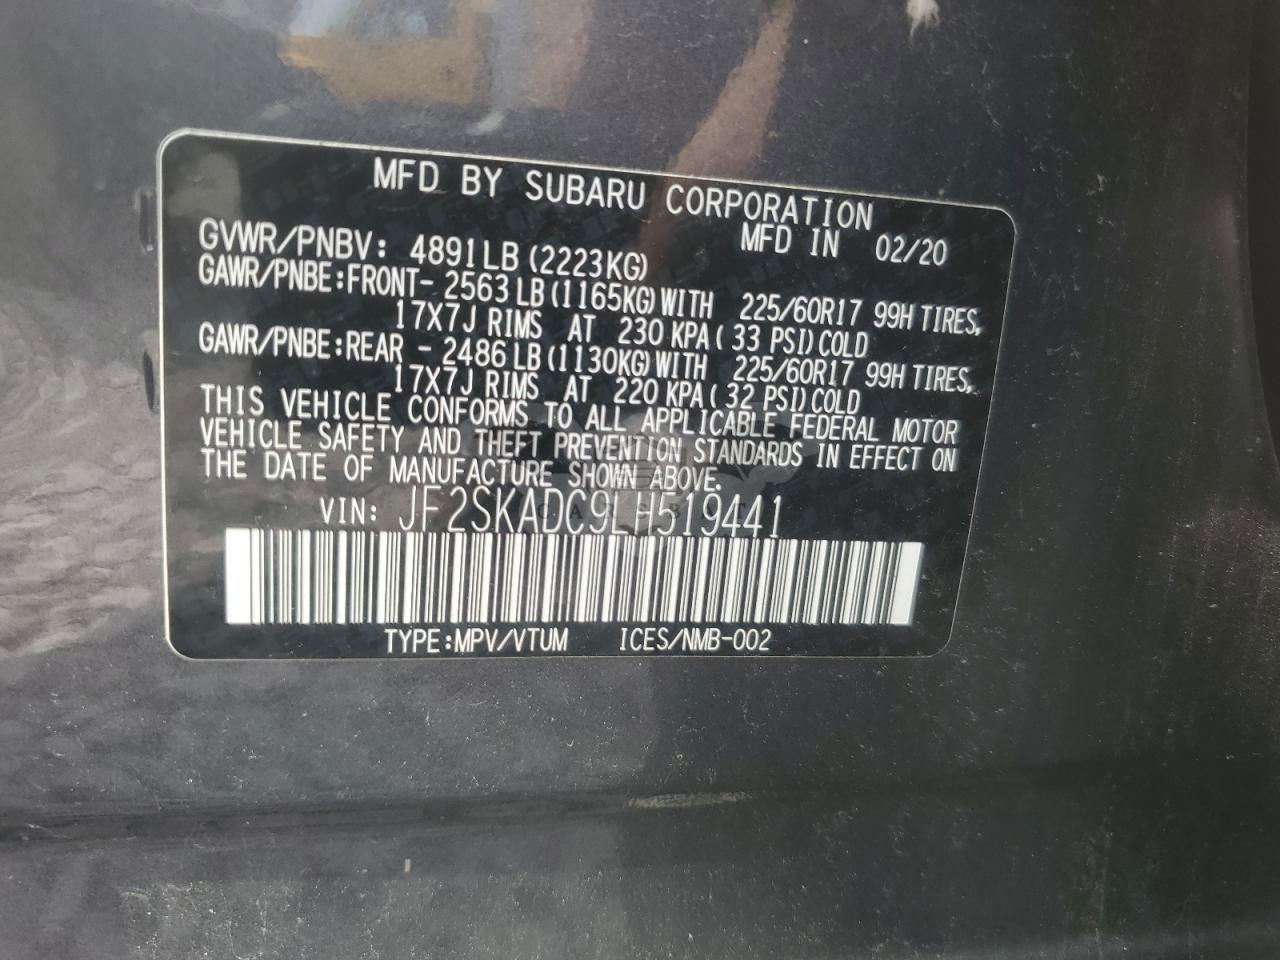 MFD BY SUBARU CORPORATION
MFD IN 02/20
GVWR/PNBV: 4891LB (2223KG)
GAWR/PNBE:FRONT- 2563 LB (1165KG) WITH 225/60R17 99H TIRES,
17X7J RIMS AT 230 KPA ( 33 PSI) COLD
GAWR/PNBE:REAR - 2486 LB (1130KG) WITH 225/60R17 99H TIRES,
17X7J RIMS AT 220 KPA ( 32 PSI) COLD
THIS VEHICLE CONFORMS TO ALL APPLICABLE FEDERAL MOTOR
VEHICLE SAFETY AND THEFT PREVENTION STANDARDS IN EFFECT ON
THE DATE OF MANUFACTURE SHOWN ABOVE.
VIN: JF2SKADC9LH519441
TYPE:MPV/VTUM ICES/NMB-002